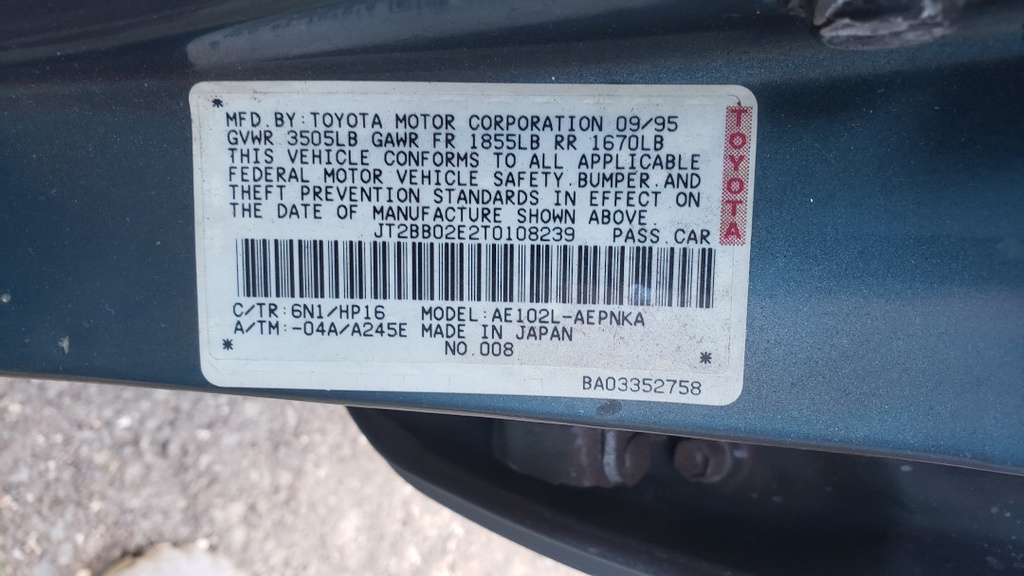 MFD.BY:TOYOTA MOTOR CORPORATION 09/95
GVWR 3505LB GAWR FR 1855LB RR 1670LB
THIS VEHICLE CONFORMS TO ALL APPLICABLE
FEDERAL MOTOR VEHICLE SAFETY.BUMPER.AND
THEFT PREVENTION STANDARDS IN EFFECT ON
THE DATE OF MANUFACTURE SHOWN ABOVE.
JT2BB02E2T0108239 PASS.CAR
C/TR:6N1/HP16 MODEL:AE102L-AEPNKA
A/TM:-04A/A245E MADE IN JAPAN
NO.008
BA03352758
TOYOTA